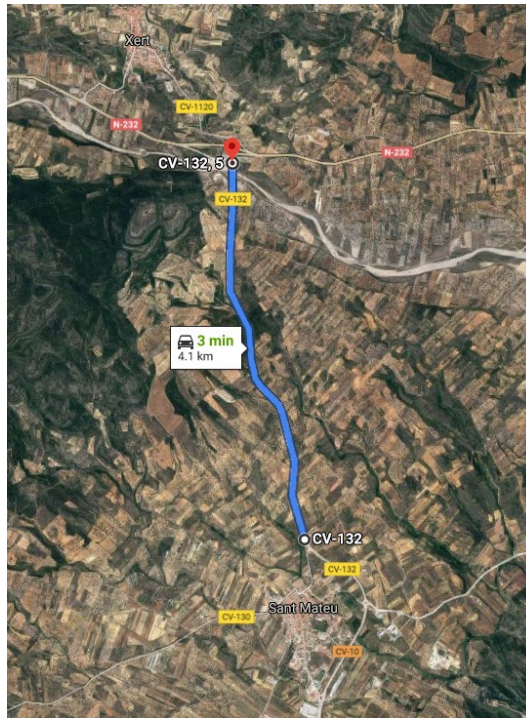 Xert
CV-1120
N-232
CV-132, 5
N-232
CV-132
3 min
4.1 km
CV-132
CV-132
Sant Mateu
CV-130
CV-10